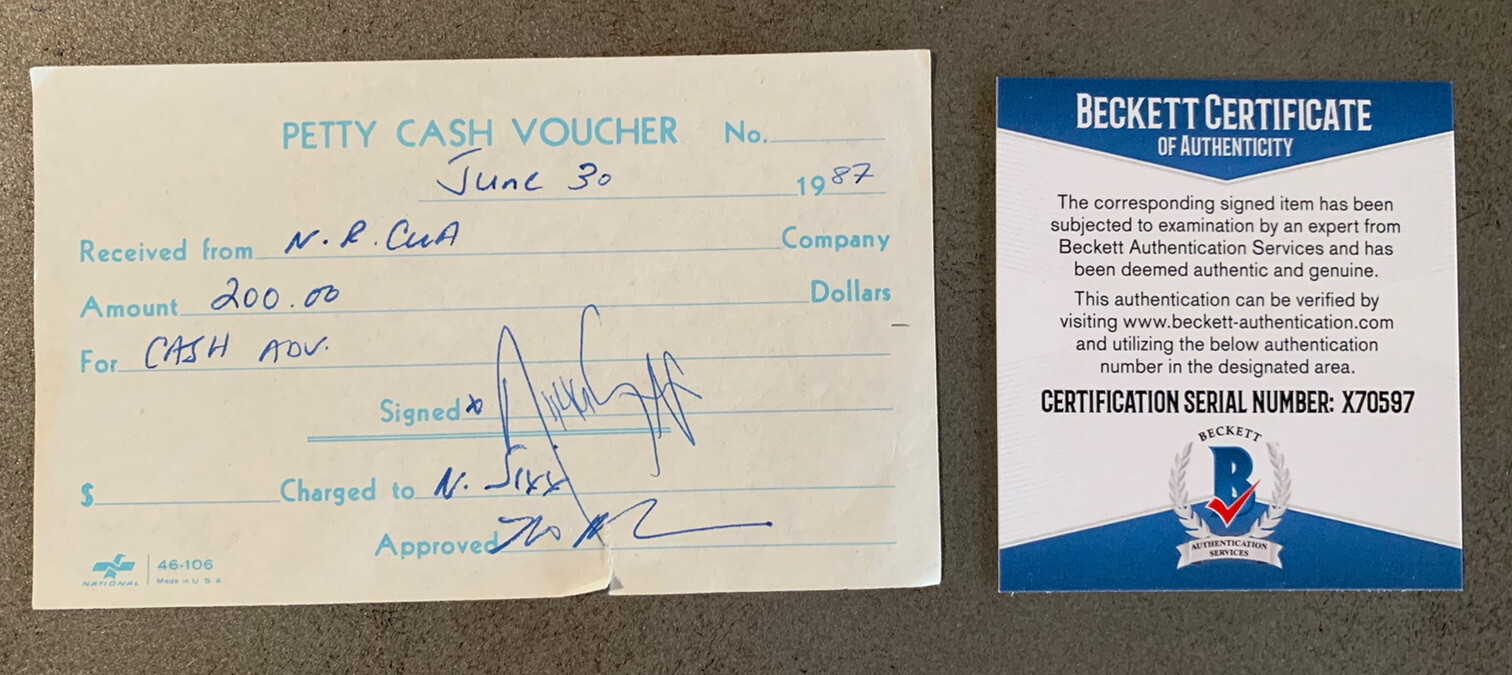 PETTY CASH VOUCHER No.
June 30 1987
Received from N.R. CUA Company
Amount 200.00 Dollars
For CASH ADV.
Signed x Nikki Sixx
$ Charged to N. Sixx
Approved
NATIONAL 46-106
Made in U S A
BECKETT CERTIFICATE
OF AUTHENTICITY
The corresponding signed item has been
subjected to examination by an expert from
Beckett Authentication Services and has
been deemed authentic and genuine.
This authentication can be verified by
visiting www.beckett-authentication.com
and utilizing the below authentication
number in the designated area.
CERTIFICATION SERIAL NUMBER: X70597
BECKETT
B
AUTHENTICATION
SERVICES